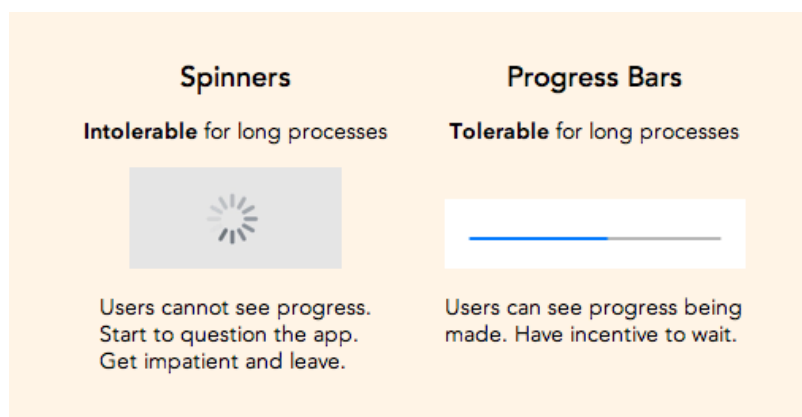 Spinners
Intolerable for long processes
Users cannot see progress.
Start to question the app.
Get impatient and leave.
Progress Bars
Tolerable for long processes
Users can see progress being
made. Have incentive to wait.